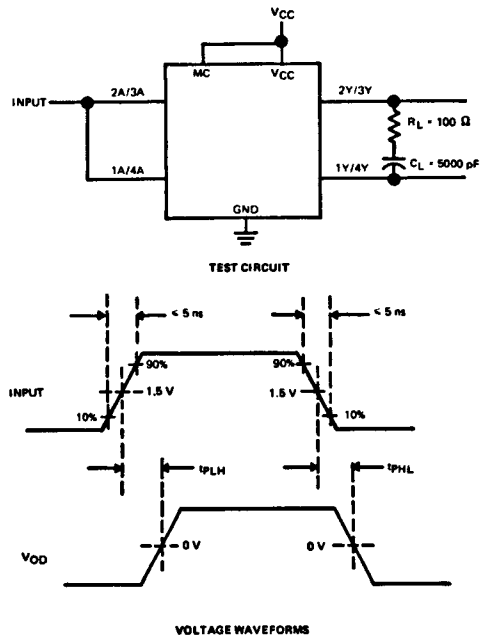 VCC
MC VCC
INPUT 2A/3A 2Y/3Y
RL = 100 Ω
CL = 5000 pF
1A/4A 1Y/4Y
GND
TEST CIRCUIT
< 5 ns < 5 ns
90% 90%
INPUT 1.5 V 1.5 V
10% 10%
tPLH tPHL
VOD 0 V 0 V
VOLTAGE WAVEFORMS